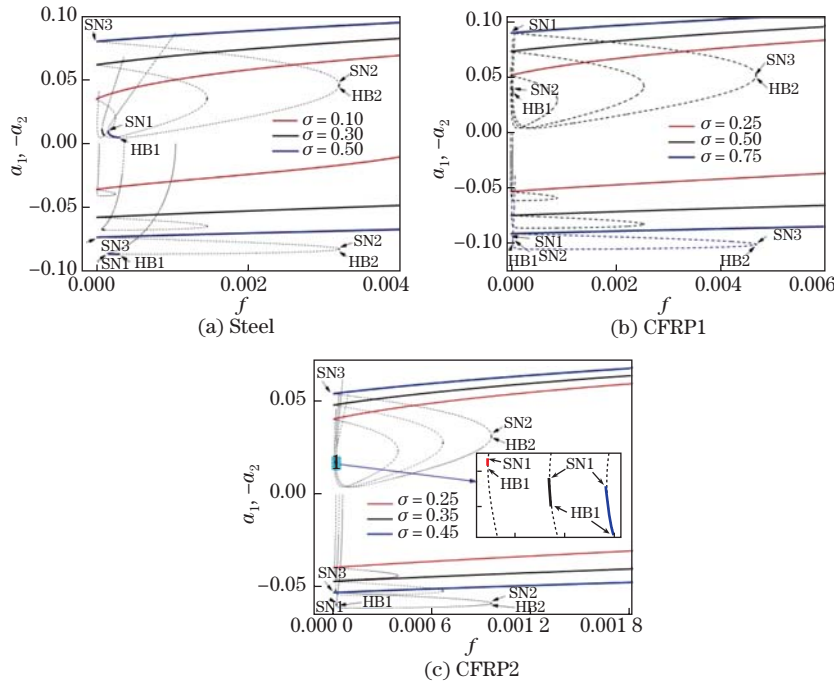 0.10
0.05
0.00
−0.05
−0.10
a1, −a2
SN3
SN2
HB2
SN1
HB1
σ = 0.10
σ = 0.30
σ = 0.50
SN3
SN1
HB1
SN2
HB2
0.000
0.002
0.004
f
(a) Steel
0.10
0.05
0.00
−0.05
−0.10
a1, −a2
SN1
SN2
HB1
SN3
HB2
σ = 0.25
σ = 0.50
σ = 0.75
SN1
HB1
SN2
SN3
HB2
0.000
0.002
0.004
0.006
f
(b) CFRP1
0.05
0.00
−0.05
a1, −a2
SN3
SN2
HB2
1
SN1
HB1
SN1
HB1
σ = 0.25
σ = 0.35
σ = 0.45
SN3
SN1
HB1
SN2
HB2
0.000 0
0.000 6
0.001 2
0.001 8
f
(c) CFRP2